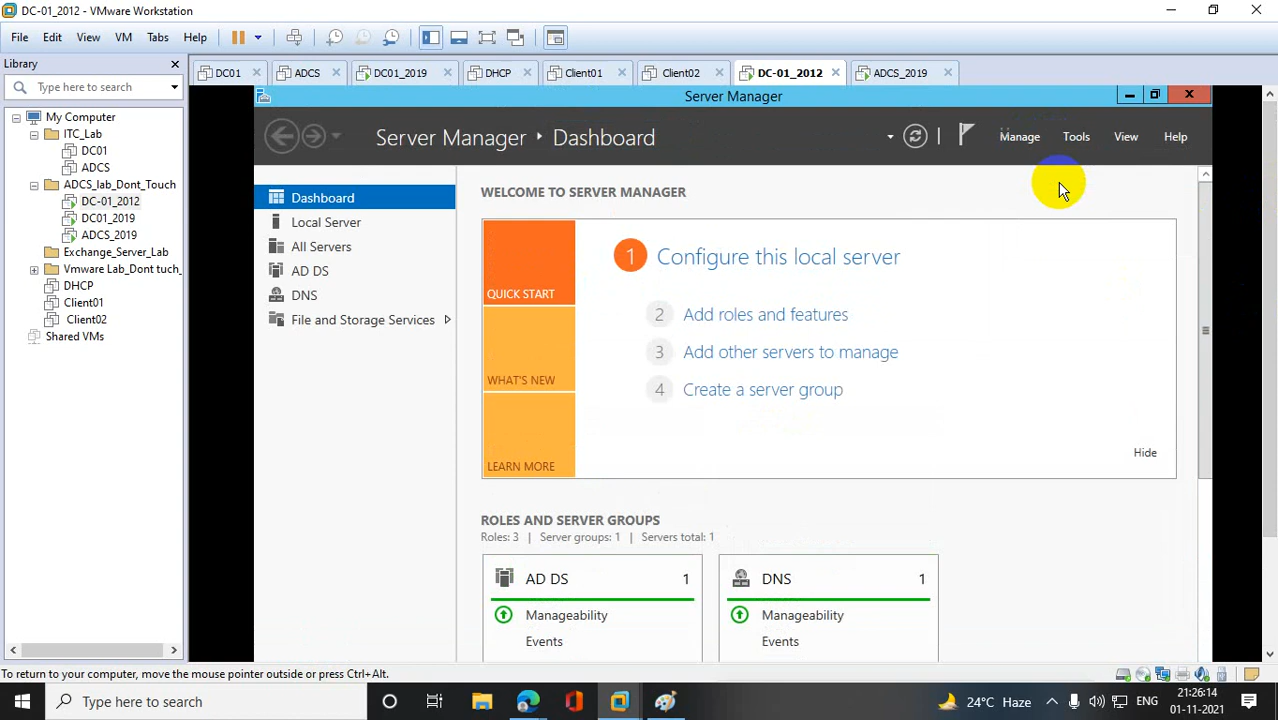 DC-01_2012 - VMware Workstation
File Edit View VM Tabs Help
Library
Type here to search
My Computer
ITC_Lab
DC01
ADCS
ADCS_lab_Dont_Touch
DC-01_2012
DC01_2019
ADCS_2019
Exchange_Server_Lab
Vmware Lab_Dont tuch_
DHCP
Client01
Client02
Shared VMs
DC01 ADCS DC01_2019 DHCP Client01 Client02 DC-01_2012 ADCS_2019
Server Manager
Server Manager Dashboard
Manage Tools View Help
Dashboard
Local Server
All Servers
AD DS
DNS
File and Storage Services
WELCOME TO SERVER MANAGER
QUICK START
WHAT'S NEW
LEARN MORE
1 Configure this local server
2 Add roles and features
3 Add other servers to manage
4 Create a server group
Hide
ROLES AND SERVER GROUPS
Roles: 3 | Server groups: 1 | Servers total: 1
AD DS 1
Manageability
Events
DNS 1
Manageability
Events
To return to your computer, move the mouse pointer outside or press Ctrl+Alt.
Type here to search
24°C Haze
ENG
21:26:14
01-11-2021